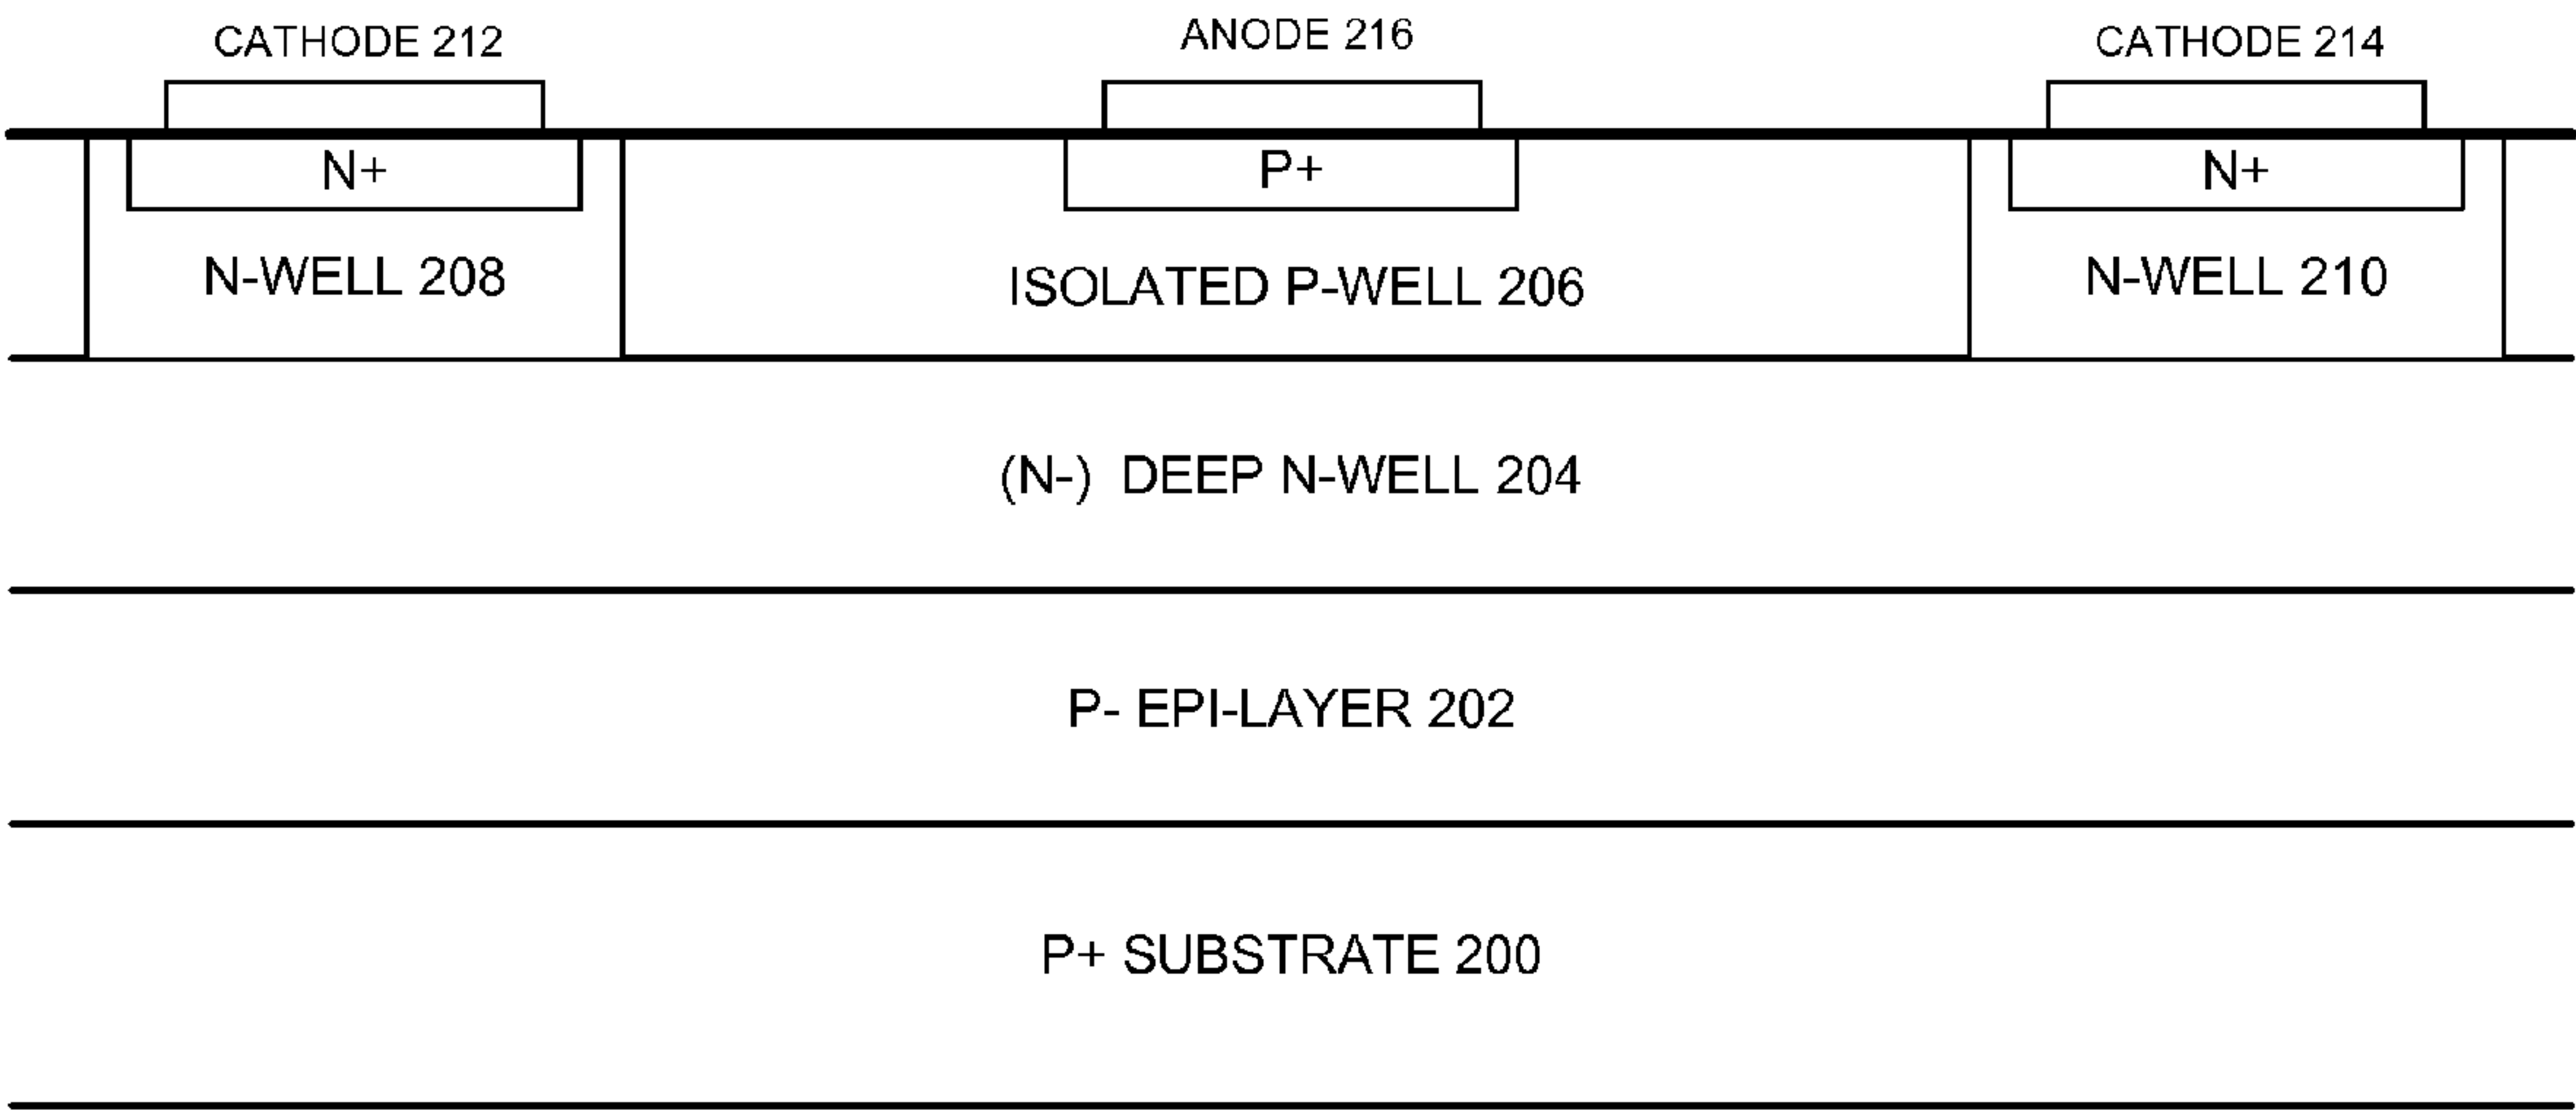 CATHODE 212
ANODE 216
CATHODE 214
N+
P+
N+
N-WELL 208
ISOLATED P-WELL 206
N-WELL 210
(N-) DEEP N-WELL 204
P- EPI-LAYER 202
P+ SUBSTRATE 200